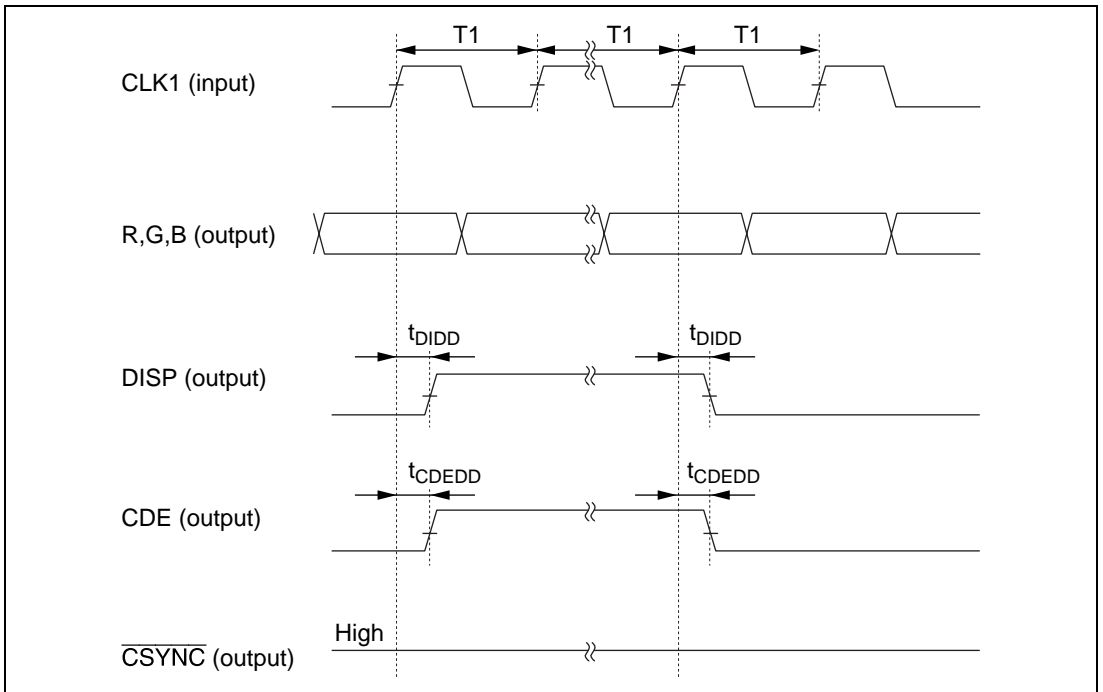 T1 T1 T1
CLK1 (input)
R,G,B (output)
tDIDD tDIDD
DISP (output)
tCDEDD tCDEDD
CDE (output)
High
CSYNC (output)